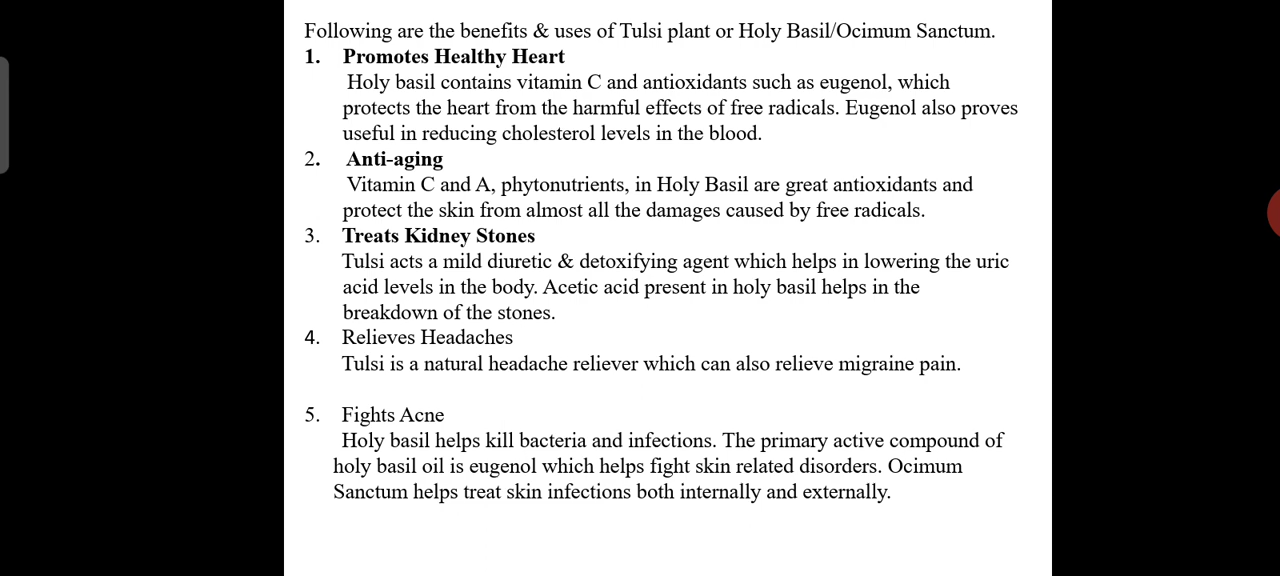 Following are the benefits & uses of Tulsi plant or Holy Basil/Ocimum Sanctum.
1. Promotes Healthy Heart
Holy basil contains vitamin C and antioxidants such as eugenol, which
protects the heart from the harmful effects of free radicals. Eugenol also proves
useful in reducing cholesterol levels in the blood.
2. Anti-aging
Vitamin C and A, phytonutrients, in Holy Basil are great antioxidants and
protect the skin from almost all the damages caused by free radicals.
3. Treats Kidney Stones
Tulsi acts a mild diuretic & detoxifying agent which helps in lowering the uric
acid levels in the body. Acetic acid present in holy basil helps in the
breakdown of the stones.
4. Relieves Headaches
Tulsi is a natural headache reliever which can also relieve migraine pain.
5. Fights Acne
Holy basil helps kill bacteria and infections. The primary active compound of
holy basil oil is eugenol which helps fight skin related disorders. Ocimum
Sanctum helps treat skin infections both internally and externally.